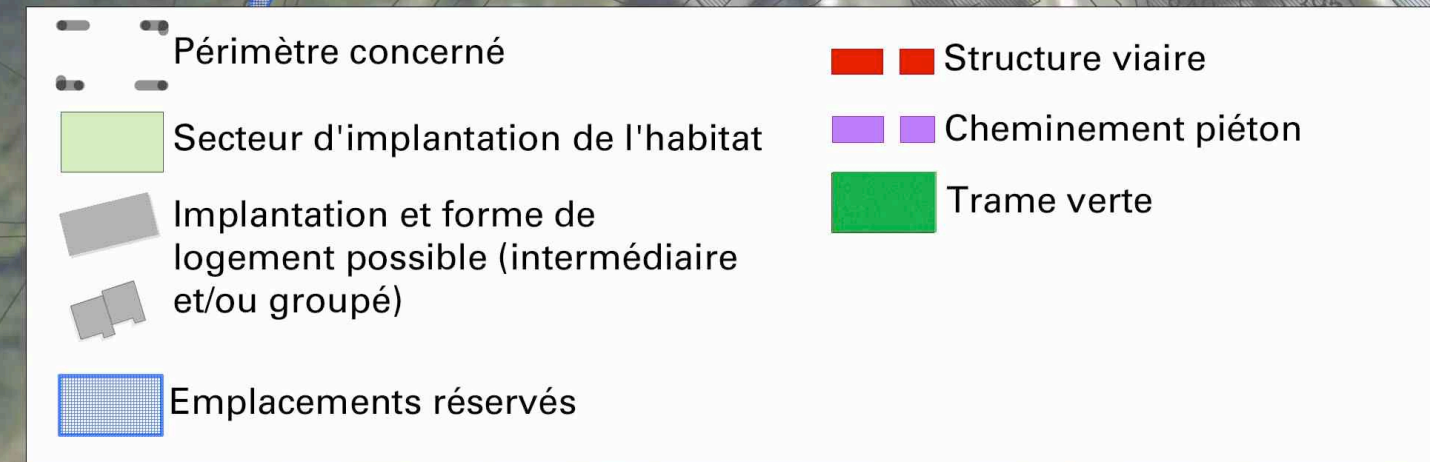 Périmètre concerné
Secteur d'implantation de l'habitat
Implantation et forme de
logement possible (intermédiaire
et/ou groupé)
Emplacements réservés
Structure viaire
Cheminement piéton
Trame verte